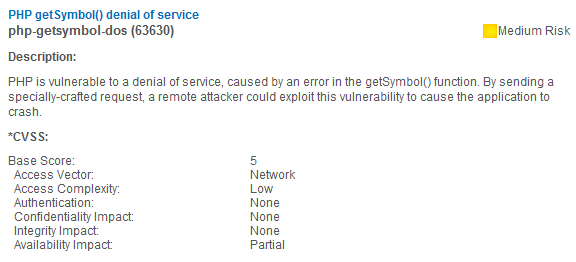 PHP getSymbol() denial of service
php-getsymbol-dos (63630) Medium Risk
Description:
PHP is vulnerable to a denial of service, caused by an error in the getSymbol() function. By sending a
specially-crafted request, a remote attacker could exploit this vulnerability to cause the application to
crash.
*CVSS:
Base Score: 5
Access Vector: Network
Access Complexity: Low
Authentication: None
Confidentiality Impact: None
Integrity Impact: None
Availability Impact: Partial